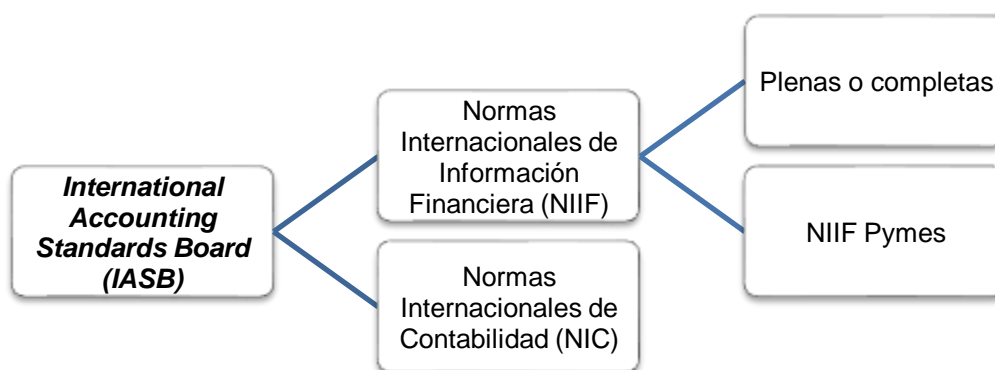 International
Accounting
Standards Board
(IASB)
Normas
Internacionales de
Información
Financiera (NIIF)
Normas
Internacionales de
Contabilidad (NIC)
Plenas o completas
NIIF Pymes